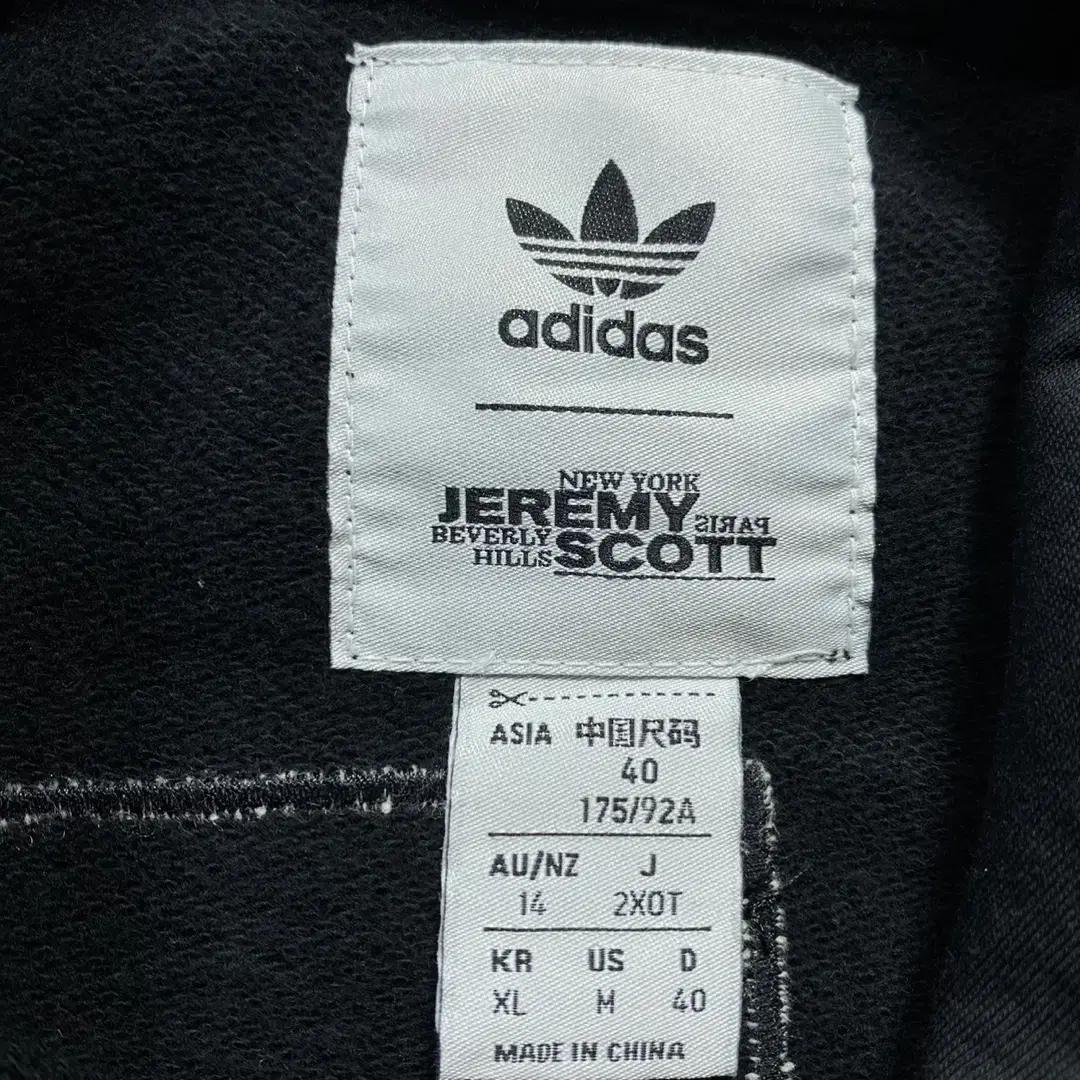 adidas
NEW YORK
JEREMY PARIS
BEVERLY
HILLS SCOTT
ASIA 中国尺码
40
175/92A
AU/NZ J
14 2XOT
KR US D
XL M 40
MADE IN CHINA